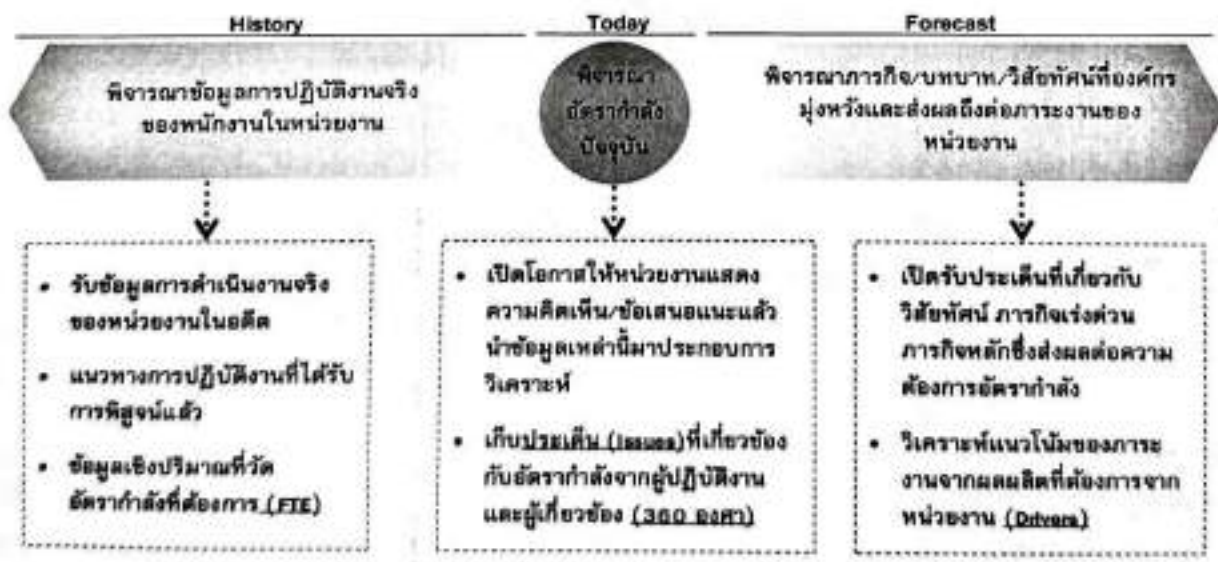 History
Today
Forecast
พิจารณาข้อมูลการปฏิบัติงานจริง
ของพนักงานในหน่วยงาน
พิจารณา
อัตรากำลัง
ปัจจุบัน
พิจารณาภารกิจ/บทบาท/วิสัยทัศน์ที่องค์กร
มุ่งหวังและส่งผลถึงต่อภาระงานของ
หน่วยงาน
• รับข้อมูลการดำเนินงานจริง
ของหน่วยงานในอดีต
• แนวทางการปฏิบัติงานที่ได้รับ
การพิสูจน์แล้ว
• ข้อมูลเชิงปริมาณที่วัด
อัตรากำลังที่ต้องการ (FTE)
• เปิดโอกาสให้หน่วยงานแสดง
ความคิดเห็น/ข้อเสนอแนะแล้ว
นำข้อมูลเหล่านี้มาประกอบการ
วิเคราะห์
• เก็บประเด็น (Issues)ที่เกี่ยวข้อง
กับอัตรากำลังจากผู้ปฏิบัติงาน
และผู้เกี่ยวข้อง (360 องศา)
• เปิดรับประเด็นที่เกี่ยวกับ
วิสัยทัศน์ ภารกิจเร่งด่วน
ภารกิจหลักซึ่งส่งผลต่อความ
ต้องการอัตรากำลัง
• วิเคราะห์แนวโน้มของภาระ
งานจากผลผลิตที่ต้องการจาก
หน่วยงาน (Drivers)